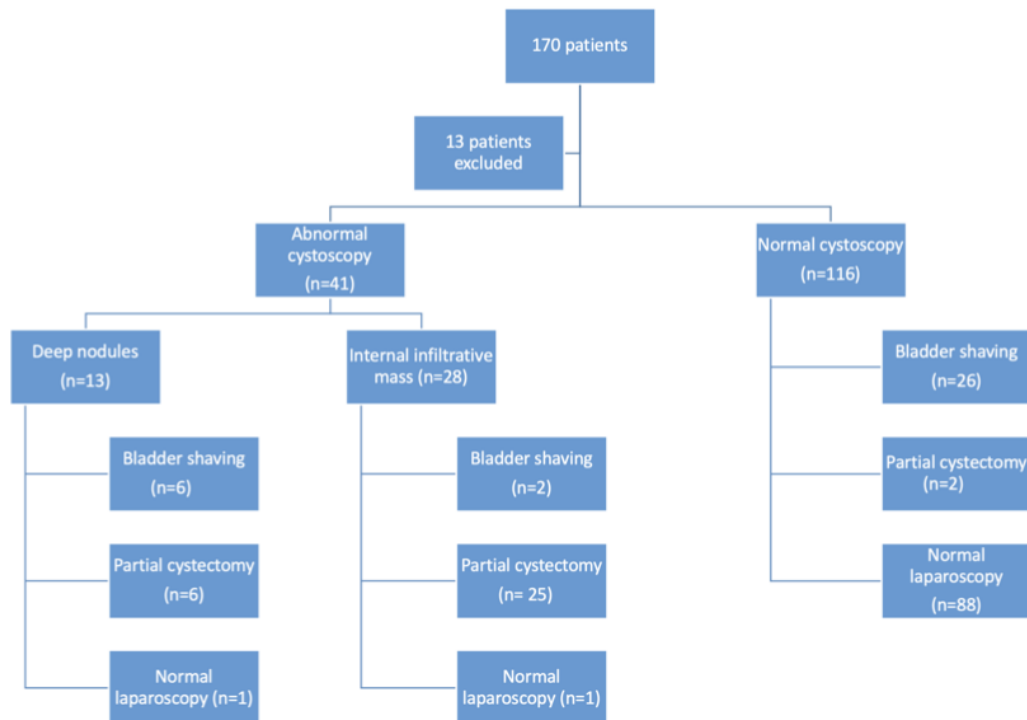 170 patients
13 patients
excluded
Abnormal
cystoscopy
(n=41)
Normal cystoscopy
(n=116)
Deep nodules
(n=13)
Internal infiltrative
mass (n=28)
Bladder shaving
(n=26)
Bladder shaving
(n=6)
Bladder shaving
(n=2)
Partial cystectomy
(n=2)
Partial cystectomy
(n=6)
Partial cystectomy
(n= 25)
Normal
laparoscopy
(n=88)
Normal
laparoscopy (n=1)
Normal
laparoscopy (n=1)